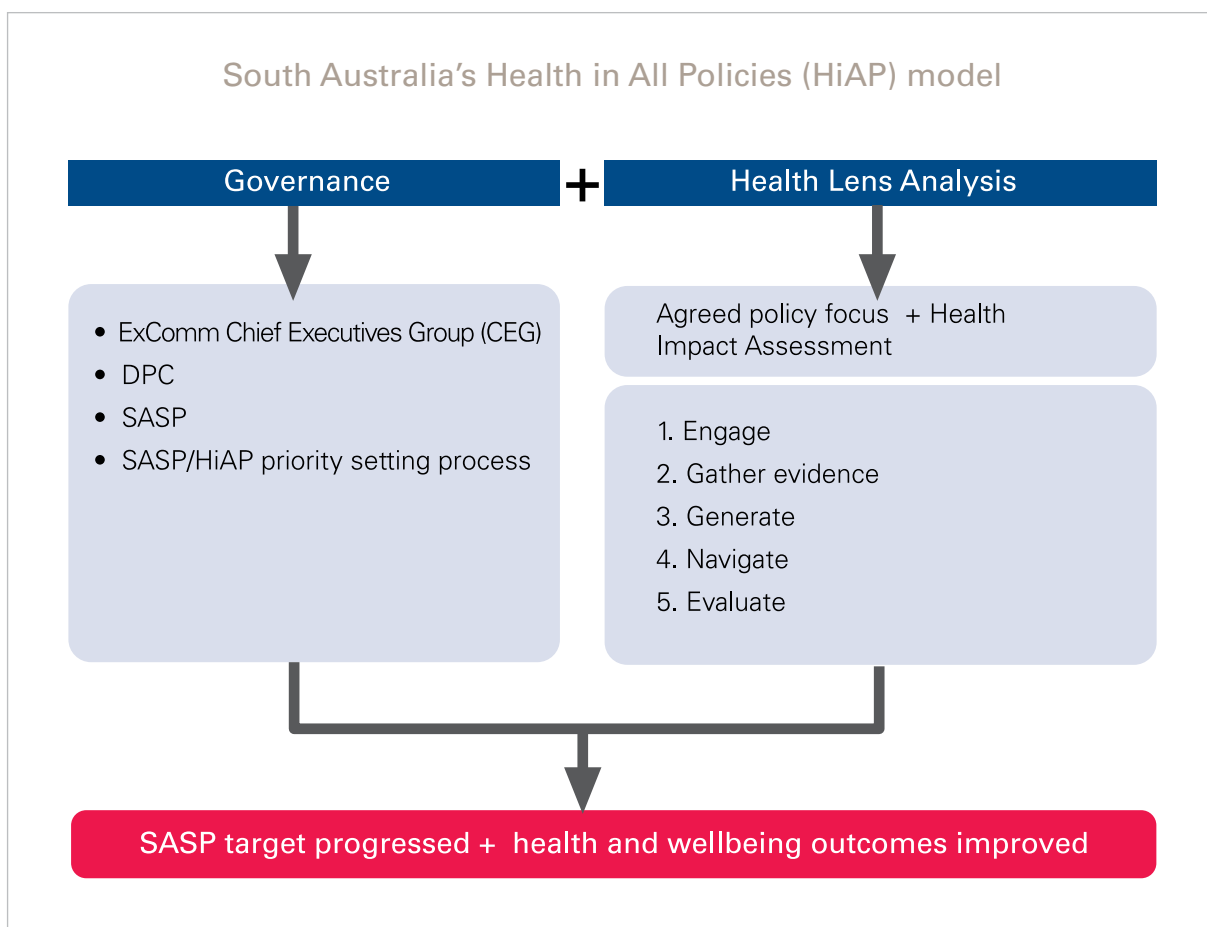 South Australia's Health in All Policies (HiAP) model
Governance
+
Health Lens Analysis
• ExComm Chief Executives Group (CEG)
• DPC
• SASP
• SASP/HiAP priority setting process
Agreed policy focus + Health
Impact Assessment
1. Engage
2. Gather evidence
3. Generate
4. Navigate
5. Evaluate
SASP target progressed + health and wellbeing outcomes improved